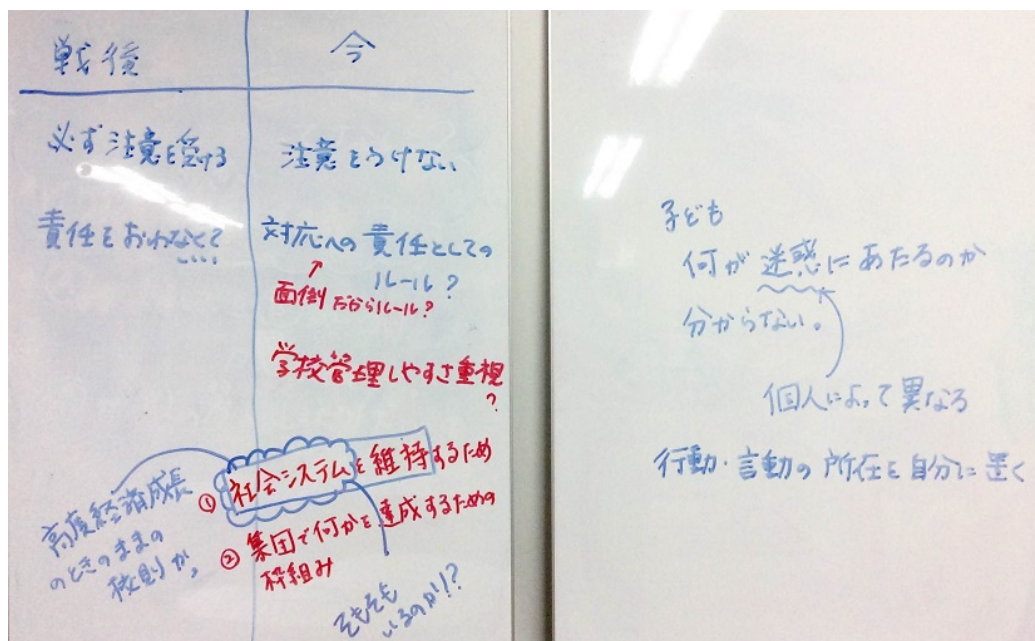 戦後
今
必ず注意を受ける
注意をうけない
責任をおわなくて
いい
対応への責任としての
ルール?
面倒だからルール?
学校管理しやすさ重視
?
① 社会システムを維持するため
② 集団で何かを達成するための
枠組み
高度経済成長
のときのままの
校則が、
そもそも
いるのか!?
子ども
何が迷惑にあたるのか
分からない。
個人によって異なる
行動・言動の所在を自分に置く